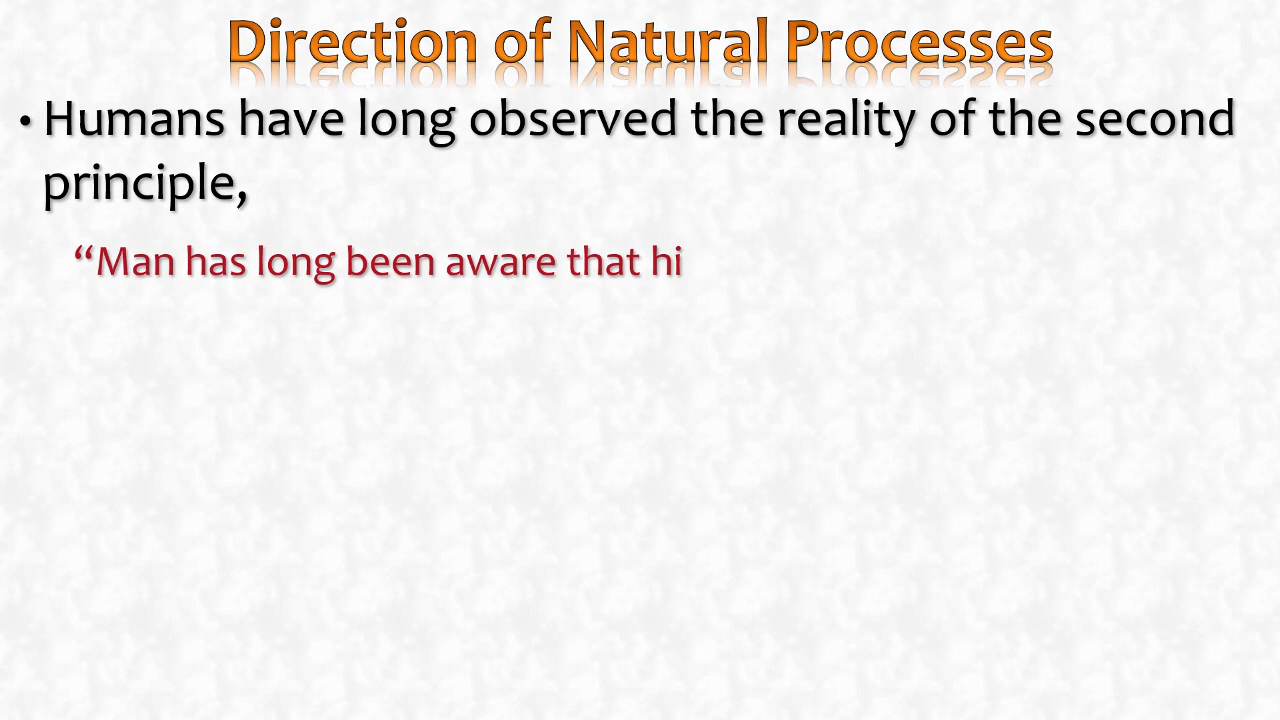 Direction of Natural Processes
• Humans have long observed the reality of the second
principle,
“Man has long been aware that hi